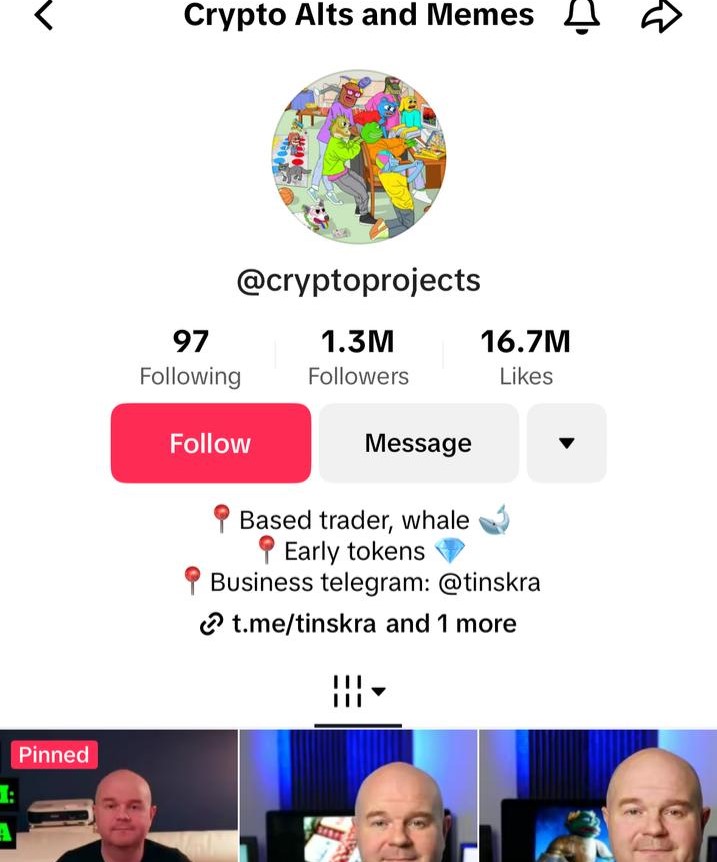 Crypto Alts and Memes
@cryptoprojects
97
Following
1.3M
Followers
16.7M
Likes
Follow
Message
📍Based trader, whale 🐳
📍Early tokens 💎
📍Business telegram: @tinskra
t.me/tinskra and 1 more
Pinned